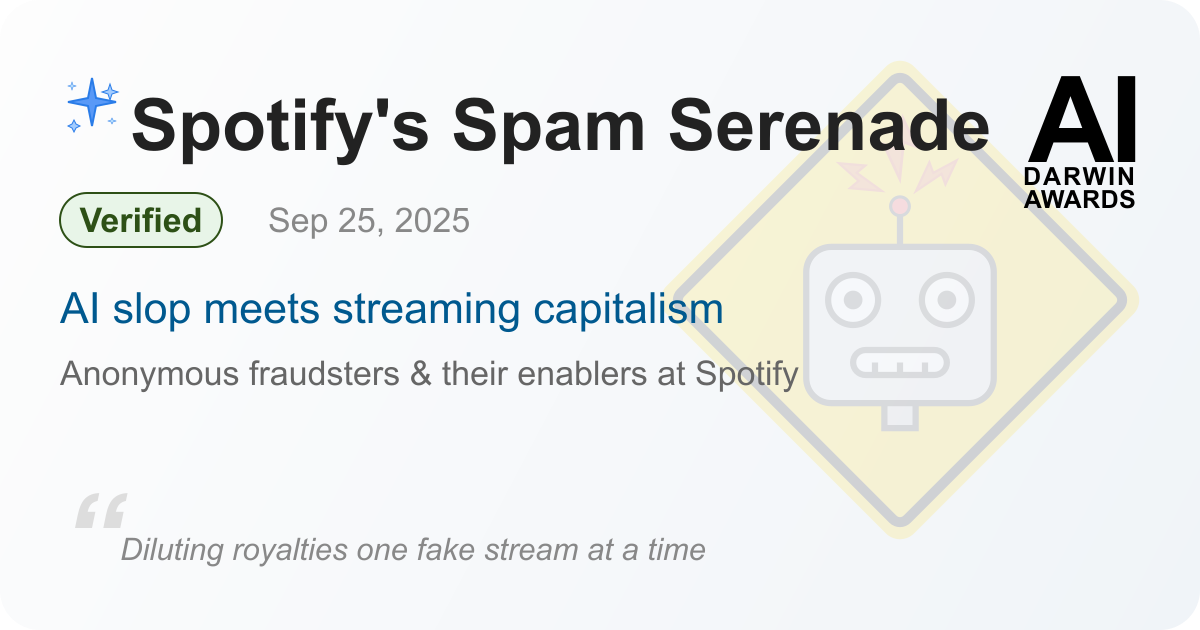 Spotify's Spam Serenade
AI
DARWIN
AWARDS
Verified
Sep 25, 2025
AI slop meets streaming capitalism
Anonymous fraudsters & their enablers at Spotify
“
Diluting royalties one fake stream at a time